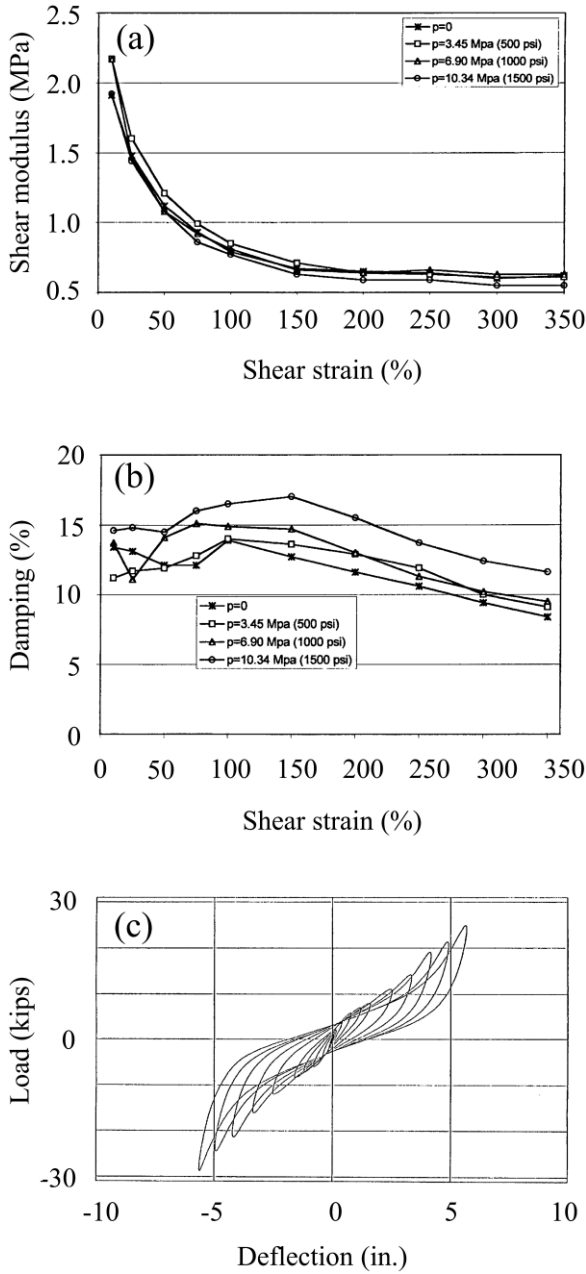 (a)
p=0
p=3.45 Mpa (500 psi)
p=6.90 Mpa (1000 psi)
p=10.34 Mpa (1500 psi)
Shear modulus (MPa)
2.5
2.0
1.5
1.0
0.5
0 50 100 150 200 250 300 350
Shear strain (%)
(b)
Damping (%)
20
15
10
5
0
p=0
p=3.45 Mpa (500 psi)
p=6.90 Mpa (1000 psi)
p=10.34 Mpa (1500 psi)
0 50 100 150 200 250 300 350
Shear strain (%)
(c)
Load (kips)
30
0
-30
-10 -5 0 5 10
Deflection (in.)